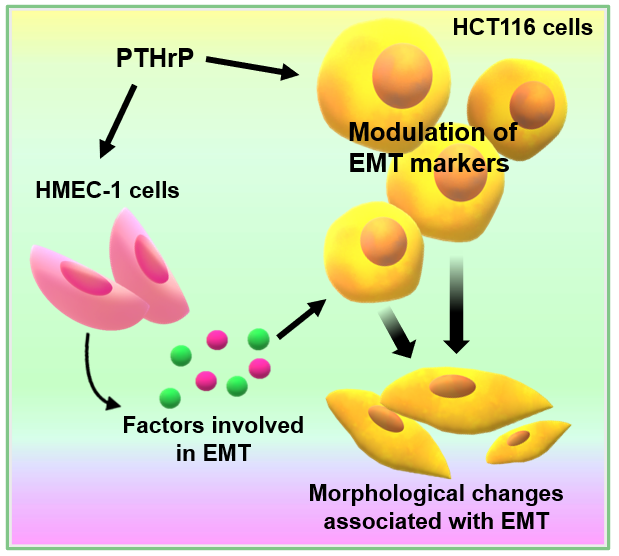 HCT116 cells
PTHrP
Modulation of
EMT markers
HMEC-1 cells
Factors involved
in EMT
Morphological changes
associated with EMT